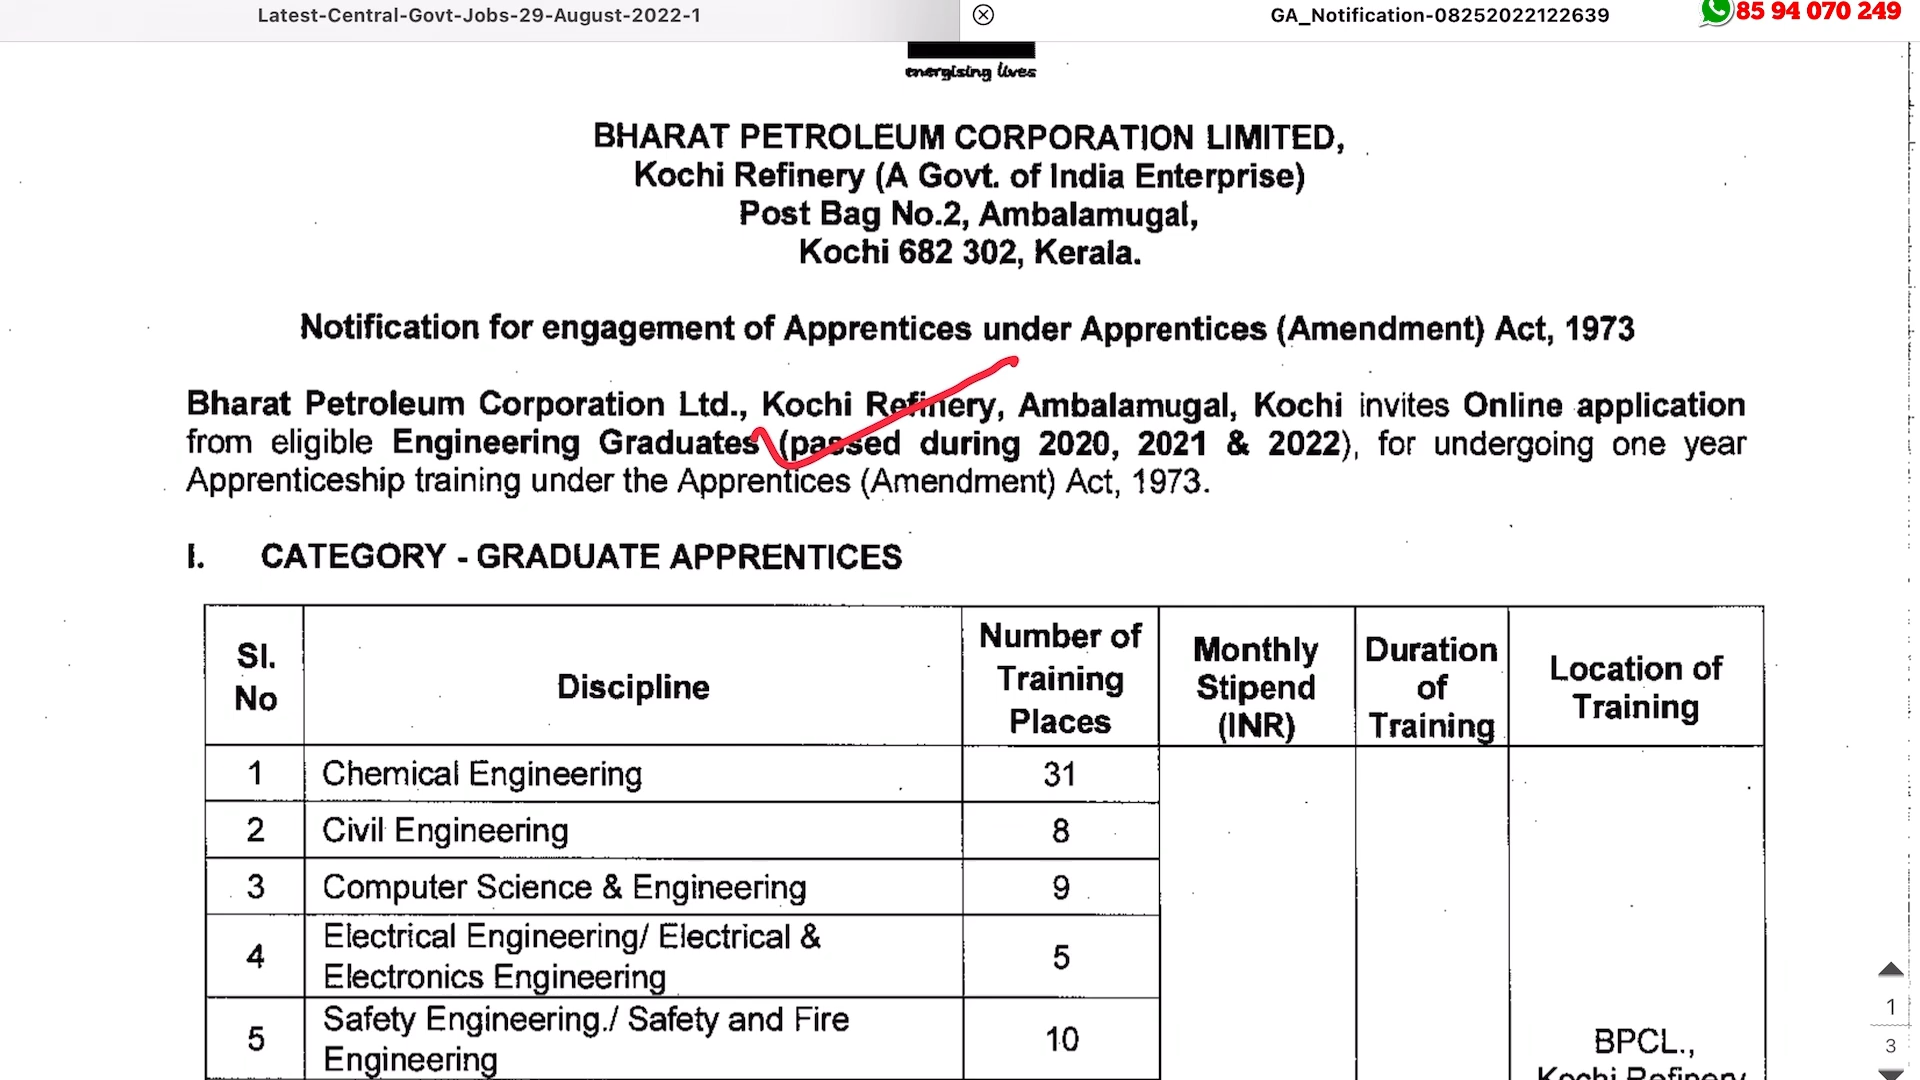 Latest-Central-Govt-Jobs-29-August-2022-1
GA_Notification-08252022122639
85 94 070 249
energising lives
BHARAT PETROLEUM CORPORATION LIMITED,
Kochi Refinery (A Govt. of India Enterprise)
Post Bag No.2, Ambalamugal,
Kochi 682 302, Kerala.
Notification for engagement of Apprentices under Apprentices (Amendment) Act, 1973
Bharat Petroleum Corporation Ltd., Kochi Refinery, Ambalamugal, Kochi invites Online application
from eligible Engineering Graduates (passed during 2020, 2021 & 2022), for undergoing one year
Apprenticeship training under the Apprentices (Amendment) Act, 1973.
I. CATEGORY - GRADUATE APPRENTICES
Sl.
No
Discipline
Number of
Training
Places
Monthly
Stipend
(INR)
Duration
of
Training
Location of
Training
1 Chemical Engineering 31
2 Civil Engineering 8
3 Computer Science & Engineering 9
4 Electrical Engineering/ Electrical &
Electronics Engineering 5
5 Safety Engineering./ Safety and Fire
Engineering 10
BPCL.,
Kochi Refinery
1
3